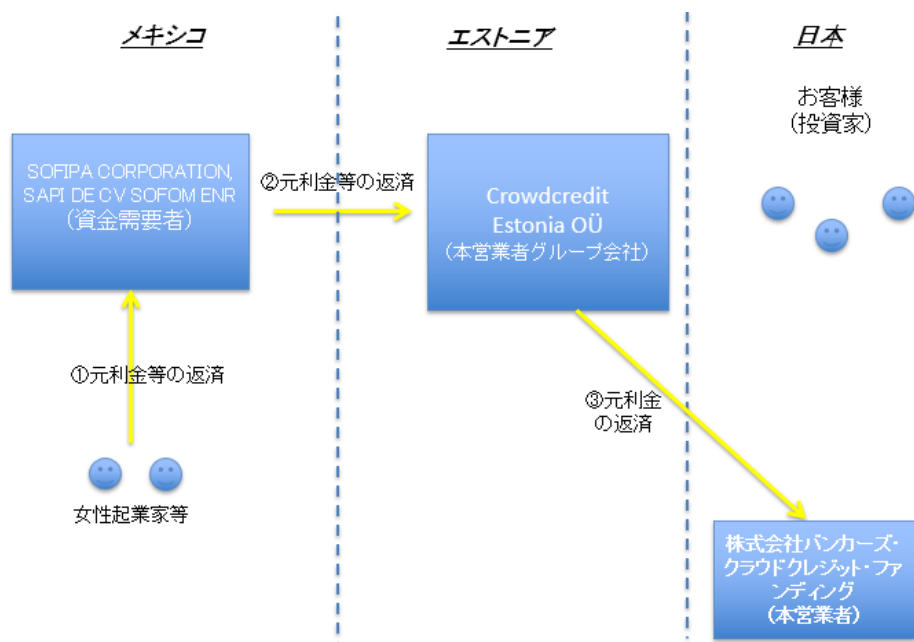 メキシコ
エストニア
日本
お客様
(投資家)
SOFIPA CORPORATION,
SAPI DE CV SOFOM ENR
(資金需要者)
②元利金等の返済
Crowdcredit
Estonia OÜ
(本営業者グループ会社)
①元利金等の返済
③元利金
の返済
女性起業家等
株式会社バンカーズ・
クラウドクレジット・ファ
ンディング
(本営業者)